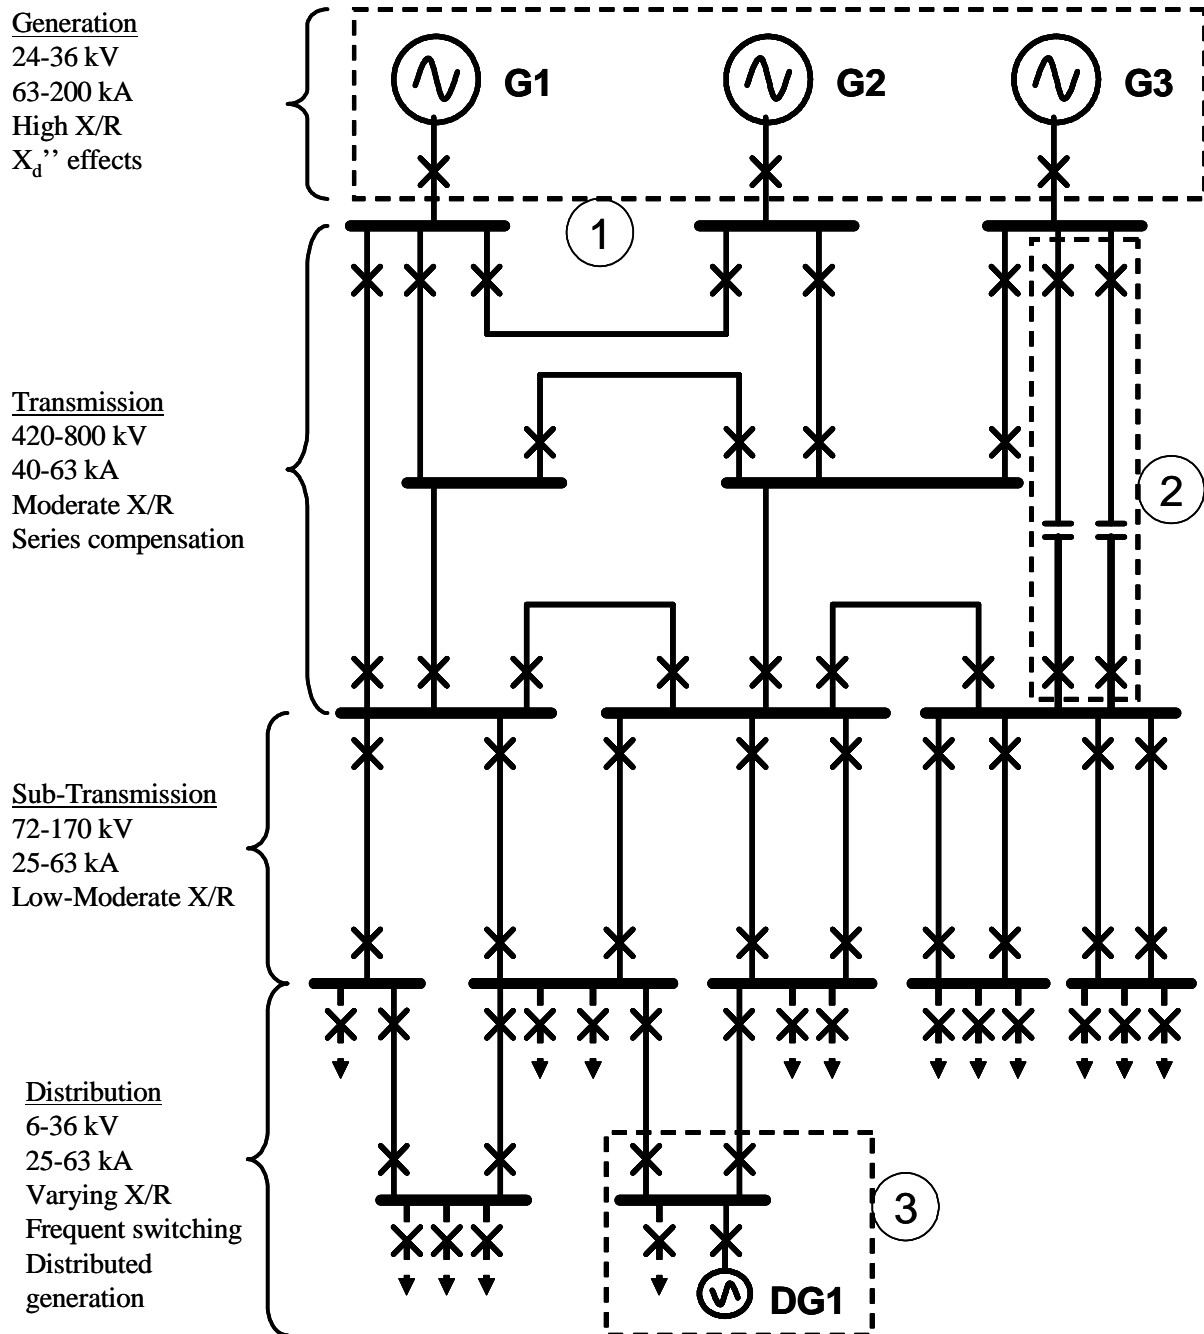 Generation
24-36 kV
63-200 kA
High X/R
Xd’’ effects
G1
G2
G3
1
Transmission
420-800 kV
40-63 kA
Moderate X/R
Series compensation
2
Sub-Transmission
72-170 kV
25-63 kA
Low-Moderate X/R
Distribution
6-36 kV
25-63 kA
Varying X/R
Frequent switching
Distributed
generation
3
DG1